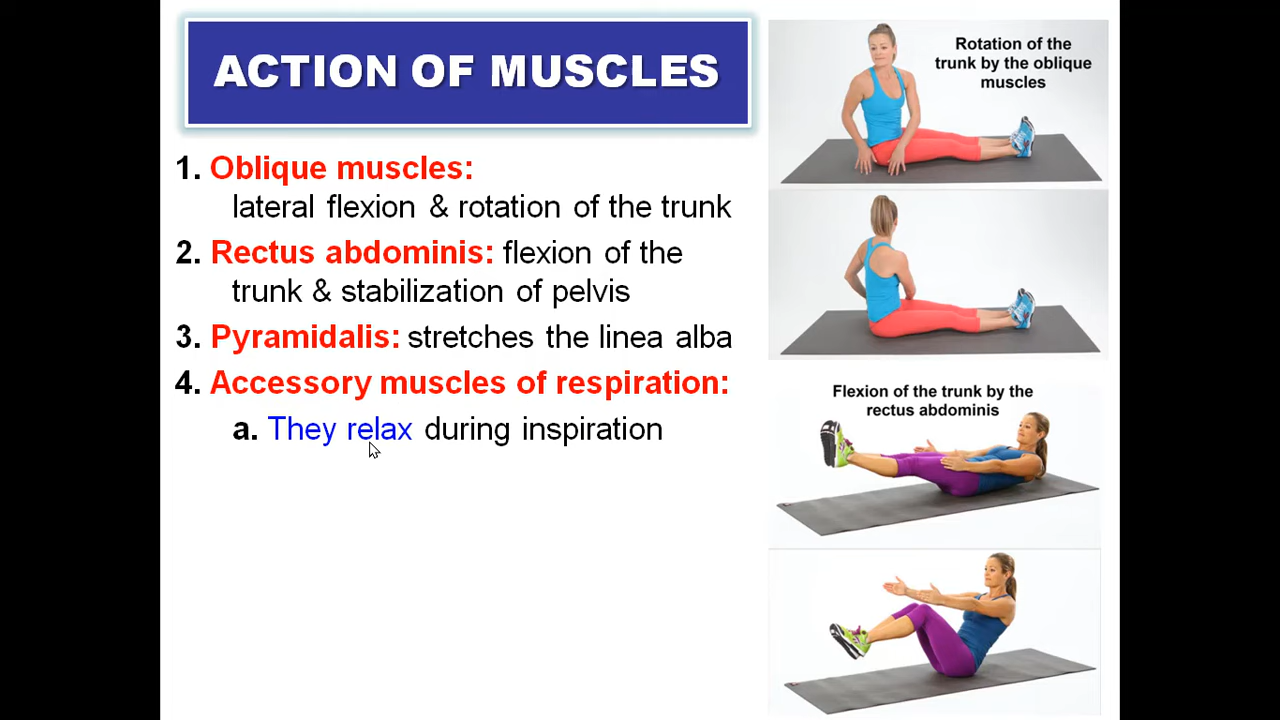 ACTION OF MUSCLES
1. Oblique muscles:
lateral flexion & rotation of the trunk
2. Rectus abdominis: flexion of the
trunk & stabilization of pelvis
3. Pyramidalis: stretches the linea alba
4. Accessory muscles of respiration:
a. They relax during inspiration
Rotation of the
trunk by the oblique
muscles
Flexion of the trunk by the
rectus abdominis